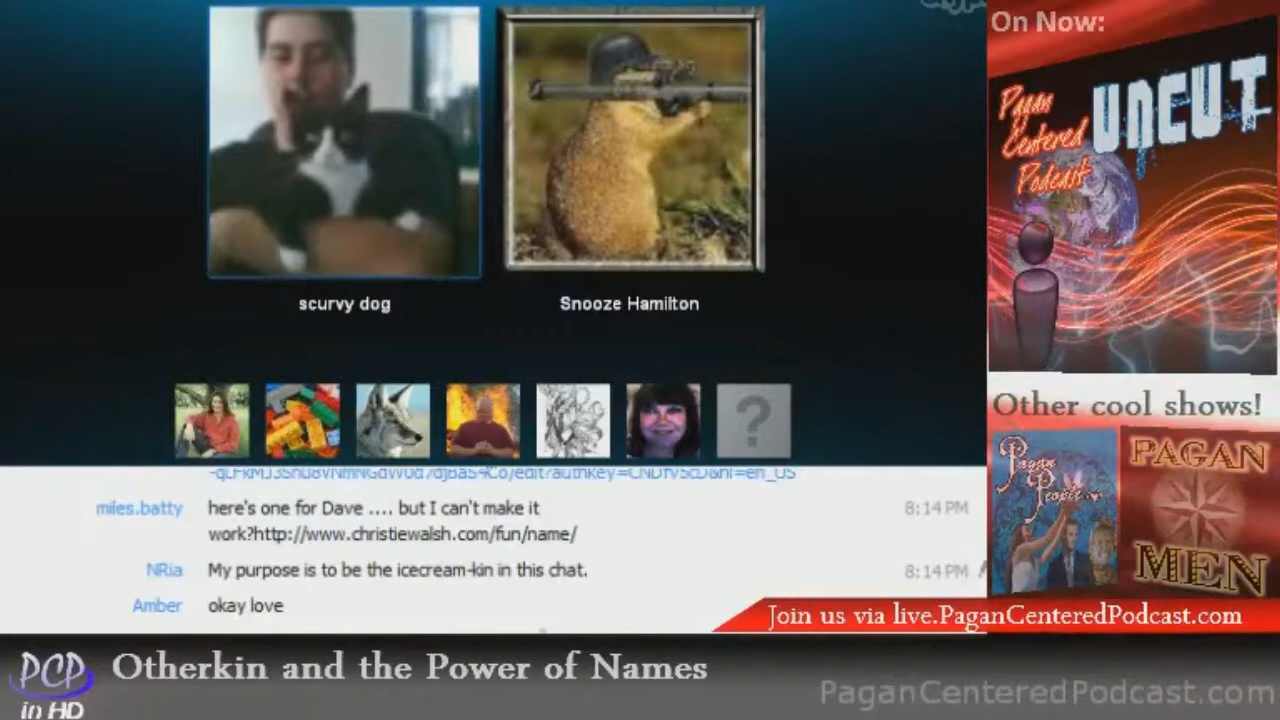 On Now:
Pagan
Centered
Podcast
UNCUT
scurvy dog
Snooze Hamilton
?
Other cool shows!
Pagan
People
PAGAN
MEN
miles.batty
here's one for Dave .... but I can't make it
8:14 PM
work?http://www.christiewalsh.com/fun/name/
NRia
My purpose is to be the icecream-kin in this chat.
8:14 PM
Amber
okay love
Join us via live.PaganCenteredPodcast.com
PCP
in HD
Otherkin and the Power of Names
PaganCenteredPodcast.com